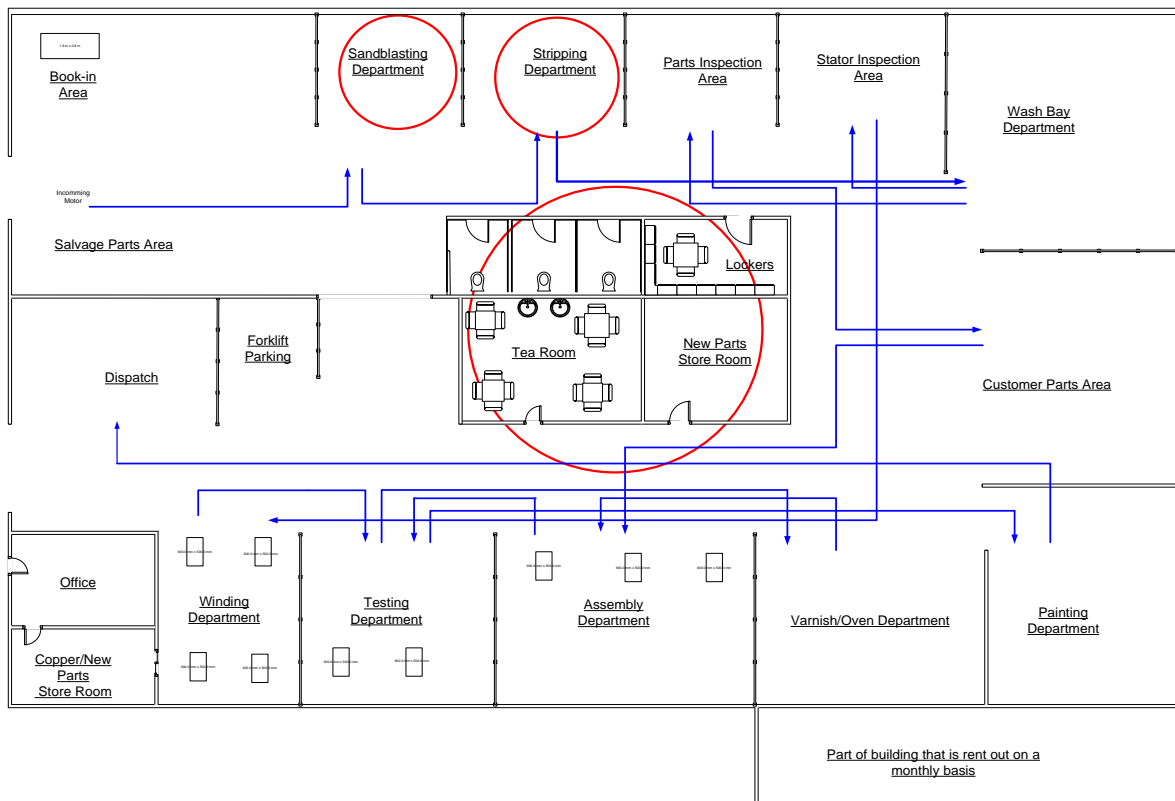 Book-in
Area
Sandblasting
Department
Stripping
Department
Parts Inspection
Area
Stator Inspection
Area
Wash Bay
Department
Incomming
Motor
Salvage Parts Area
Lockers
Forklift
Parking
Dispatch
Tea Room
New Parts
Store Room
Customer Parts Area
Office
Winding
Department
Testing
Department
Assembly
Department
Varnish/Oven Department
Painting
Department
Copper/New
Parts
Store Room
Part of building that is rent out on a
monthly basis